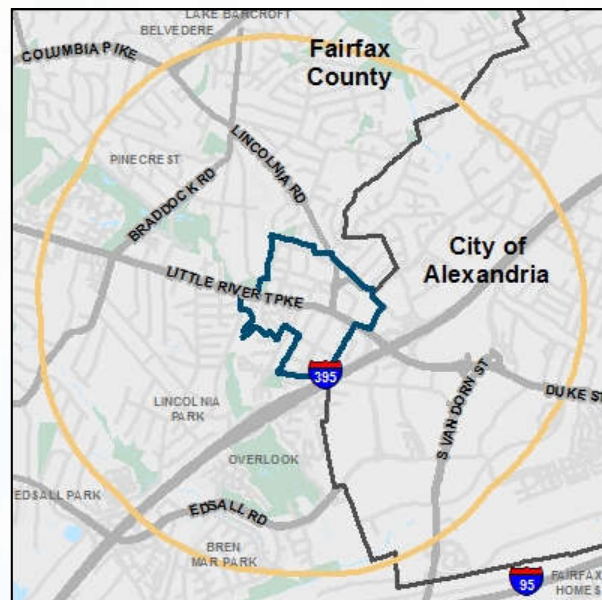 LAKE BARCROFT
BELVEDERE
COLUMBIA PIKE
Fairfax
County
LINCOLNIA RD
PINECREST
BRADDOCK RD
City of
Alexandria
LITTLE RIVER TPKE
395
DUKE ST
S VAN DORN ST
LINCOLNIA
PARK
OVERLOOK
EDSALL PARK
EDSALL RD
BREN
MAR PARK
95
FAIRFAX
HOMES